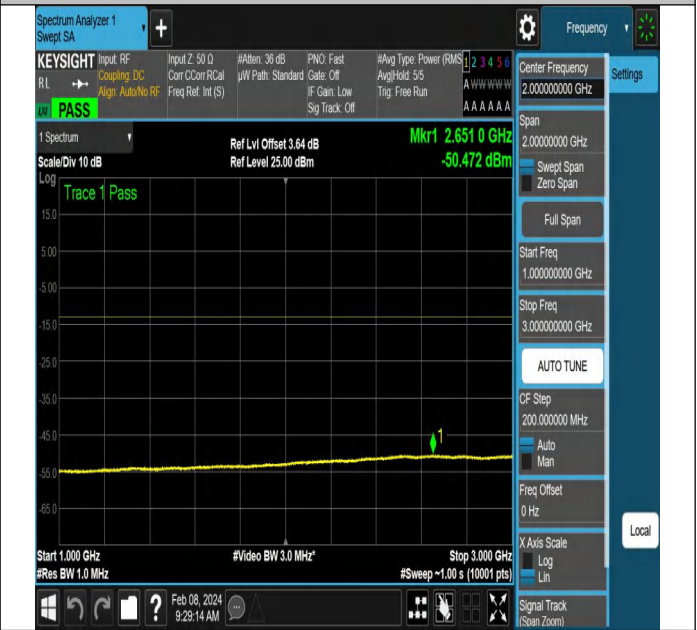 Spectrum Analyzer 1
Swept SA
Frequency
KEYSIGHT
RL
Input: RF
Coupling: DC
Align: Auto/No RF
Input Z: 50 Ω
Corr CCorr RCal
Freq Ref: Int (S)
#Atten: 36 dB
µW Path: Standard
PNO: Fast
Gate: Off
IF Gain: Low
Sig Track: Off
#Avg Type: Power (RMS
Avg|Hold: 5/5
Trig: Free Run
1 2 3 4 5 6
A W W W W W
A A A A A A
PASS
1 Spectrum
Scale/Div 10 dB
Ref Lvl Offset 3.64 dB
Ref Level 25.00 dBm
Mkr1 2.651 0 GHz
-50.472 dBm
Log
Trace 1 Pass
15.0
5.00
-5.00
-15.0
-25.0
-35.0
-45.0
-55.0
-65.0
1
Start 1.000 GHz
#Res BW 1.0 MHz
#Video BW 3.0 MHz*
Stop 3.000 GHz
#Sweep ~1.00 s (10001 pts)
Feb 08, 2024
9:29:14 AM
?
Center Frequency
2.000000000 GHz
Settings
Span
2.00000000 GHz
Swept Span
Zero Span
Full Span
Start Freq
1.000000000 GHz
Stop Freq
3.000000000 GHz
AUTO TUNE
CF Step
200.000000 MHz
Auto
Man
Freq Offset
0 Hz
X Axis Scale
Log
Lin
Local
Signal Track
(Span Zoom)